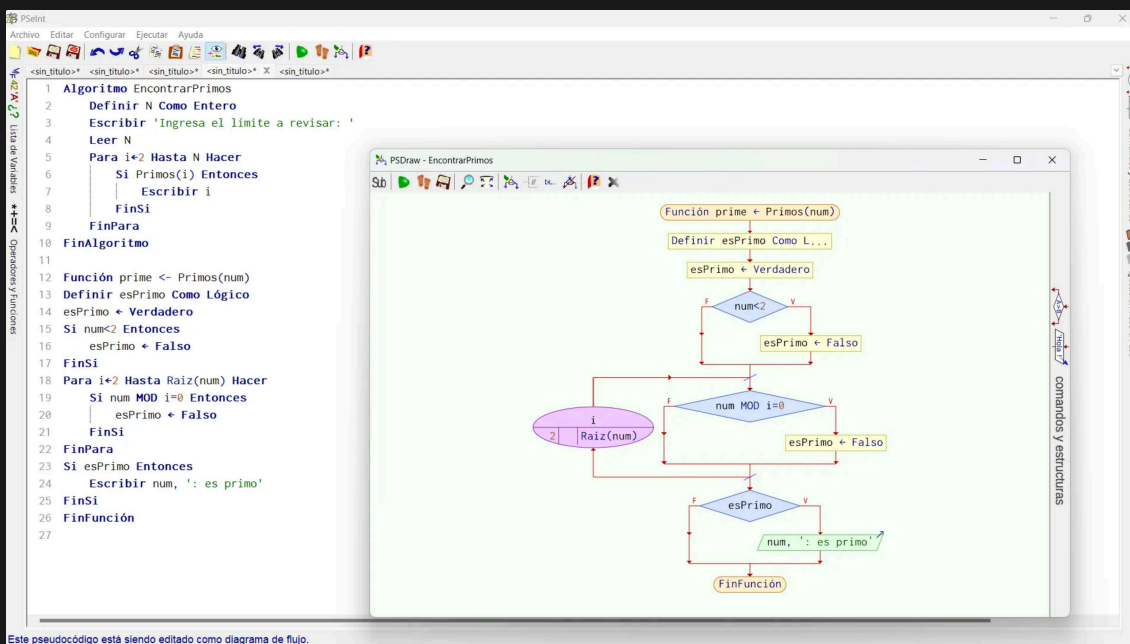 PSeInt
Archivo Editar Configurar Ejecutar Ayuda
<sin_titulo>* <sin_titulo>* <sin_titulo>* <sin_titulo>* <sin_titulo>*
Lista de Variables
Operadores y Funciones
1 Algoritmo EncontrarPrimos
2 Definir N Como Entero
3 Escribir 'Ingresa el límite a revisar: '
4 Leer N
5 Para i←2 Hasta N Hacer
6 Si Primos(i) Entonces
7 Escribir i
8 FinSi
9 FinPara
10 FinAlgoritmo
11
12 Función prime <- Primos(num)
13 Definir esPrimo Como Lógico
14 esPrimo ← Verdadero
15 Si num<2 Entonces
16 esPrimo ← Falso
17 FinSi
18 Para i←2 Hasta Raiz(num) Hacer
19 Si num MOD i=0 Entonces
20 esPrimo ← Falso
21 FinSi
22 FinPara
23 Si esPrimo Entonces
24 Escribir num, ': es primo'
25 FinSi
26 FinFunción
27
PSDraw - EncontrarPrimos
Sub
Función prime ← Primos(num)
Definir esPrimo Como L...
esPrimo ← Verdadero
F num<2 V
esPrimo ← Falso
F num MOD i=0 V
i
2 Raiz(num)
esPrimo ← Falso
F esPrimo V
num, ': es primo'
FinFunción
comandos y estructuras
Este pseudocódigo está siendo editado como diagrama de flujo.